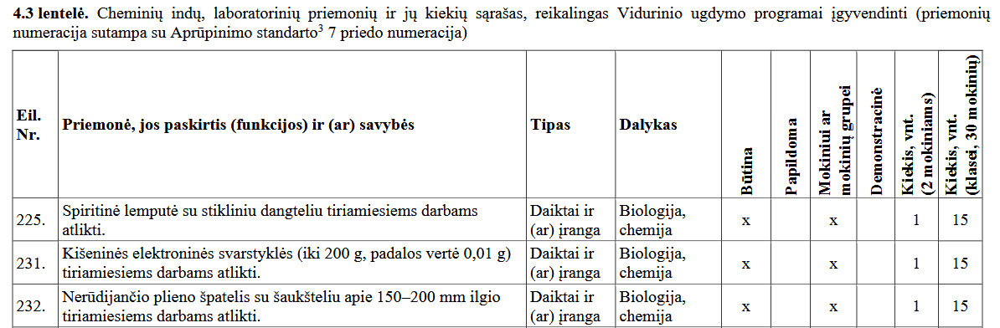 4.3 lentelė. Cheminių indų, laboratorinių priemonių ir jų kiekių sąrašas, reikalingas Vidurinio ugdymo programai įgyvendinti (priemonių
numeracija sutampa su Aprūpinimo standarto3 7 priedo numeracija)
Eil. Nr.
Priemonė, jos paskirtis (funkcijos) ir (ar) savybės
Tipas
Dalykas
Būtina
Papildoma
Mokiniui ar
mokinių grupei
Demonstracinė
Kiekis, vnt.
(2 mokiniams)
Kiekis, vnt.
(klasei, 30 mokinių)
225.
Spiritinė lemputė su stikliniu dangteliu tiriamiesiems darbams
atlikti.
Daiktai ir
(ar) įranga
Biologija,
chemija
x
x
1
15
231.
Kišeninės elektroninės svarstyklės (iki 200 g, padalos vertė 0,01 g)
tiriamiesiems darbams atlikti.
Daiktai ir
(ar) įranga
Biologija,
chemija
x
x
1
15
232.
Nerūdijančio plieno špatelis su šaukšteliu apie 150–200 mm ilgio
tiriamiesiems darbams atlikti.
Daiktai ir
(ar) įranga
Biologija,
chemija
x
x
1
15